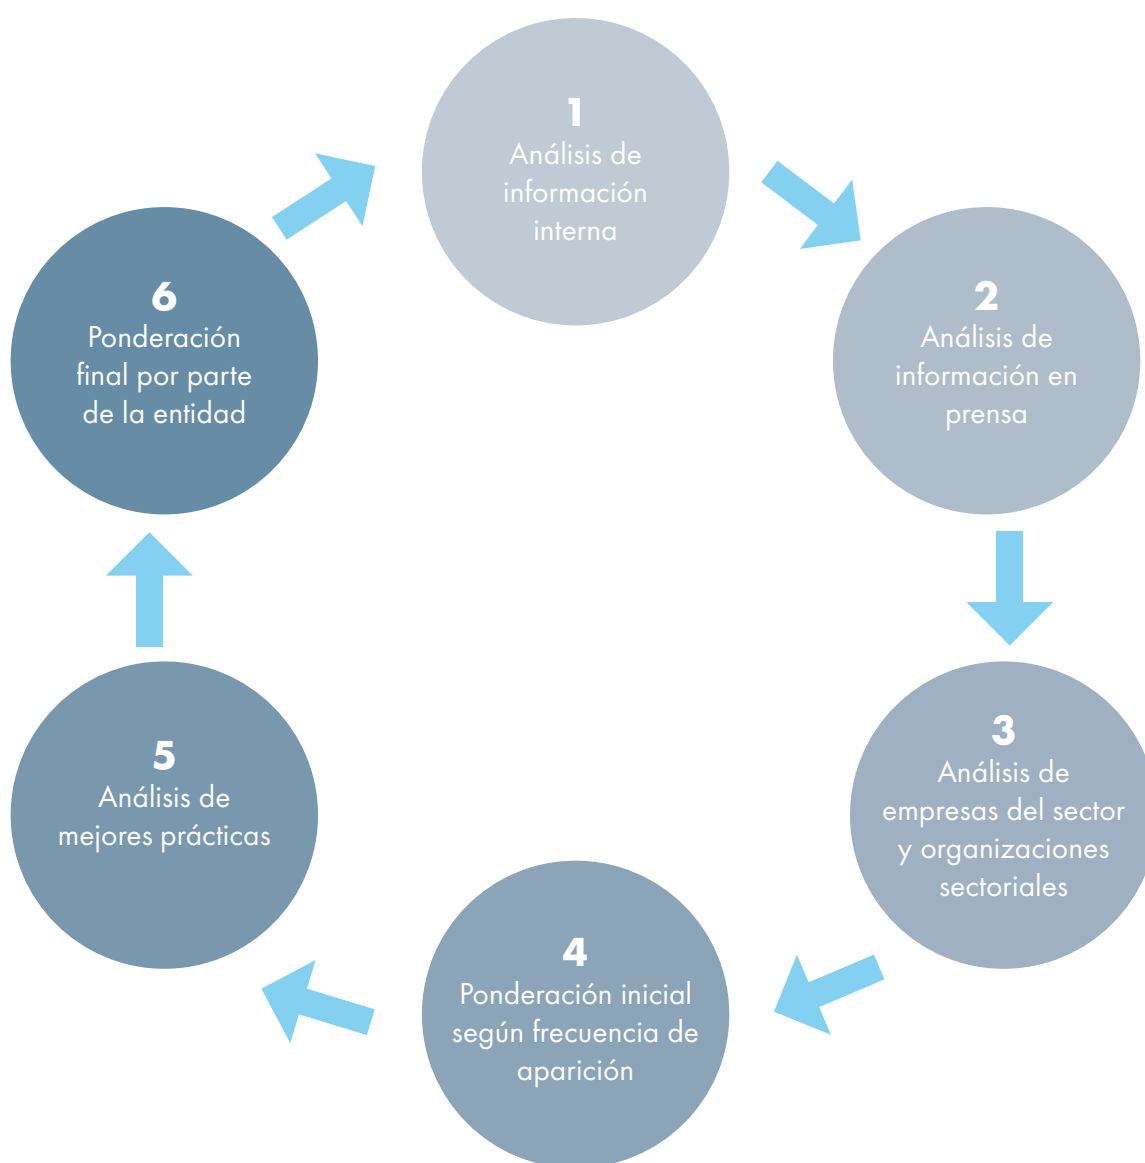 1
Análisis de
información
interna
2
Análisis de
información en
prensa
3
Análisis de
empresas del sector
y organizaciones
sectoriales
4
Ponderación inicial
según frecuencia de
aparición
5
Análisis de
mejores prácticas
6
Ponderación
final por parte
de la entidad